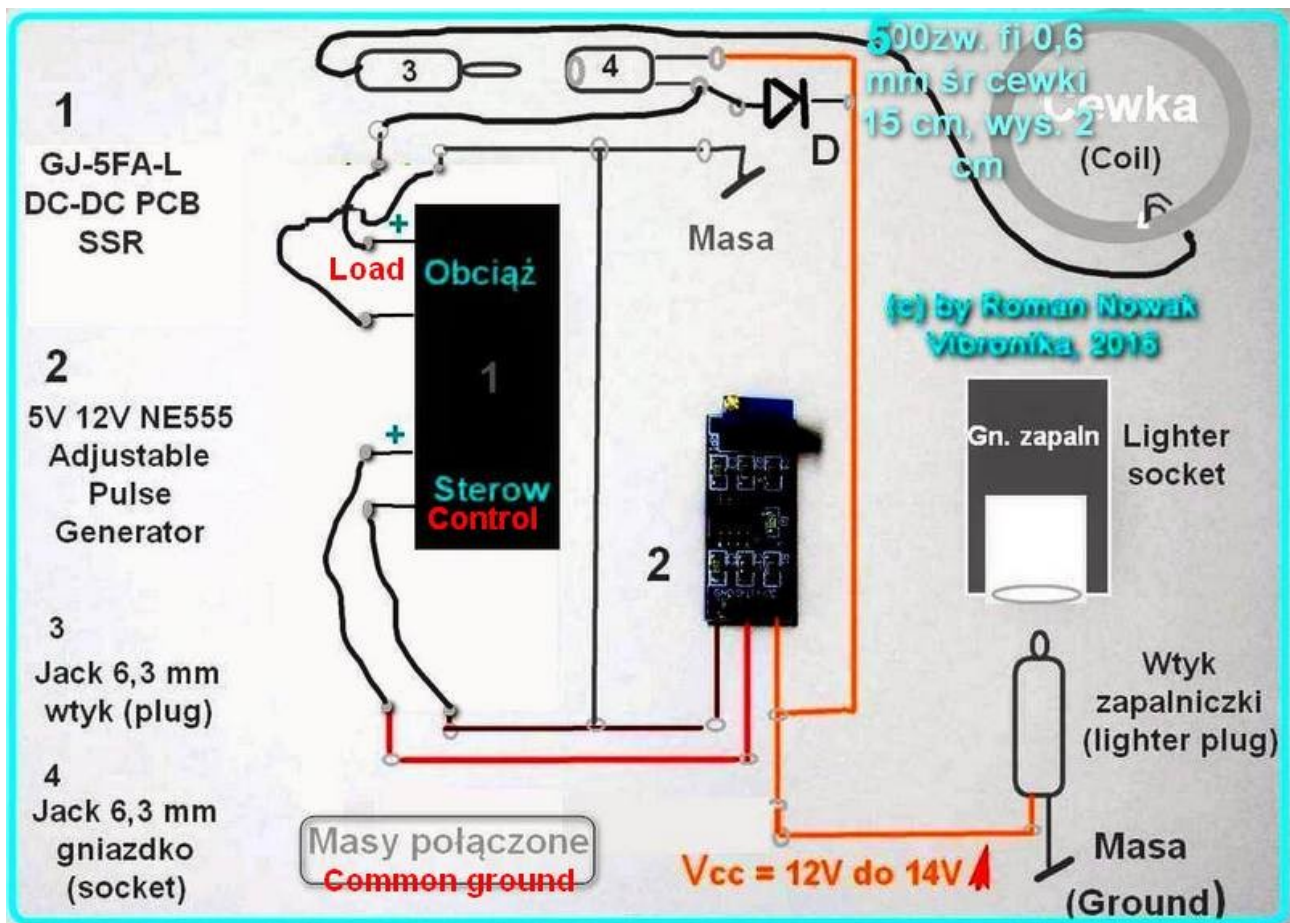 1
GJ-5FA-L
DC-DC PCB
SSR
2
5V 12V NE555
Adjustable
Pulse
Generator
3
Jack 6,3 mm
wtyk (plug)
4
Jack 6,3 mm
gniazdko
(socket)
3
4
D
Masa
+
Load
Obciąż
1
+
Sterow
Control
2
Masy połączone
Common ground
Vcc = 12V do 14V
500zw. fi 0,6
mm śr cewki
15 cm, wys. 2
cm
Cewka
(Coil)
(c) by Roman Nowak
Vibronika, 2015
Gn. zapaln
Lighter
socket
Wtyk
zapalniczki
(lighter plug)
Masa
(Ground)